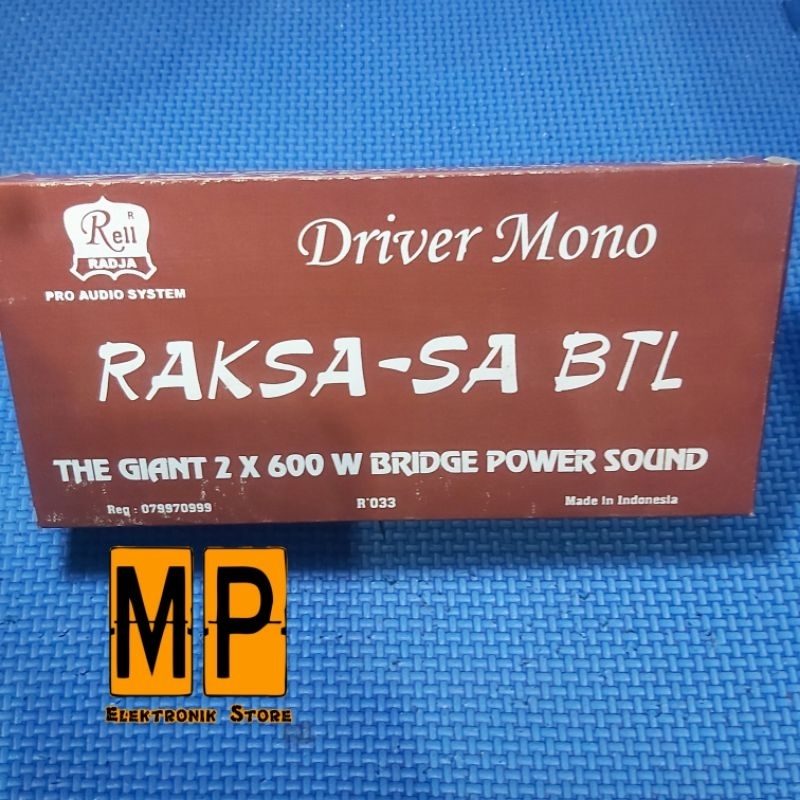 Rell R
RADJA
PRO AUDIO SYSTEM
Driver Mono
RAKSA-SA BTL
THE GIANT 2 X 600 W BRIDGE POWER SOUND
Reg : 079970999
R'033
Made in Indonesia
MP
ELEKTRONIK STORE